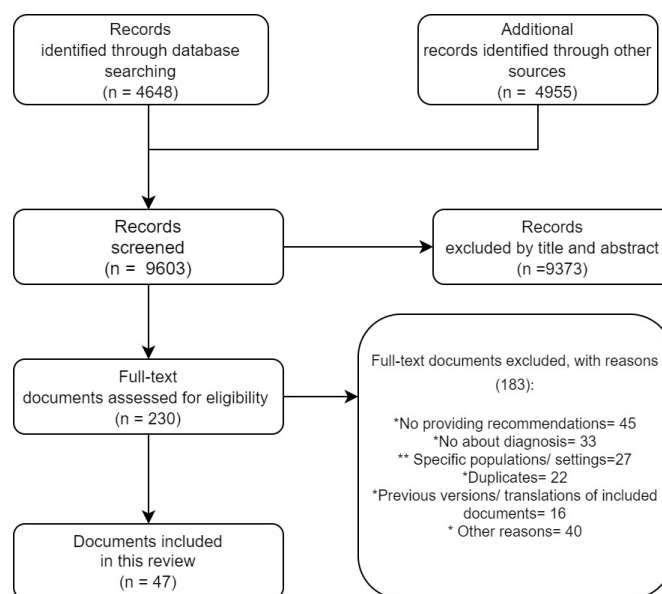 Records
identified through database
searching
(n = 4648)
Additional
records identified through other
sources
(n = 4955)
Records
screened
(n = 9603)
Records
excluded by title and abstract
(n =9373)
Full-text
documents assessed for eligibility
(n = 230)
Full-text documents excluded, with reasons
(183):
*No providing recommendations= 45
*No about diagnosis= 33
** Specific populations/ settings=27
*Duplicates= 22
*Previous versions/ translations of included
documents= 16
* Other reasons= 40
Documents included
in this review
(n = 47)